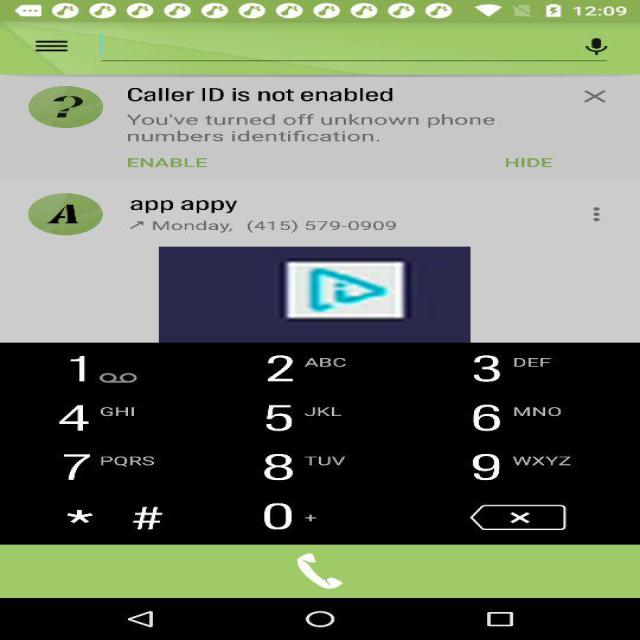 12:09
Caller ID is not enabled
You've turned off unknown phone
numbers identification.
ENABLE HIDE
A app appy
Monday, (415) 579-0909
1 2 ABC 3 DEF
4 GHI 5 JKL 6 MNO
7 PQRS 8 TUV 9 WXYZ
* # 0 +